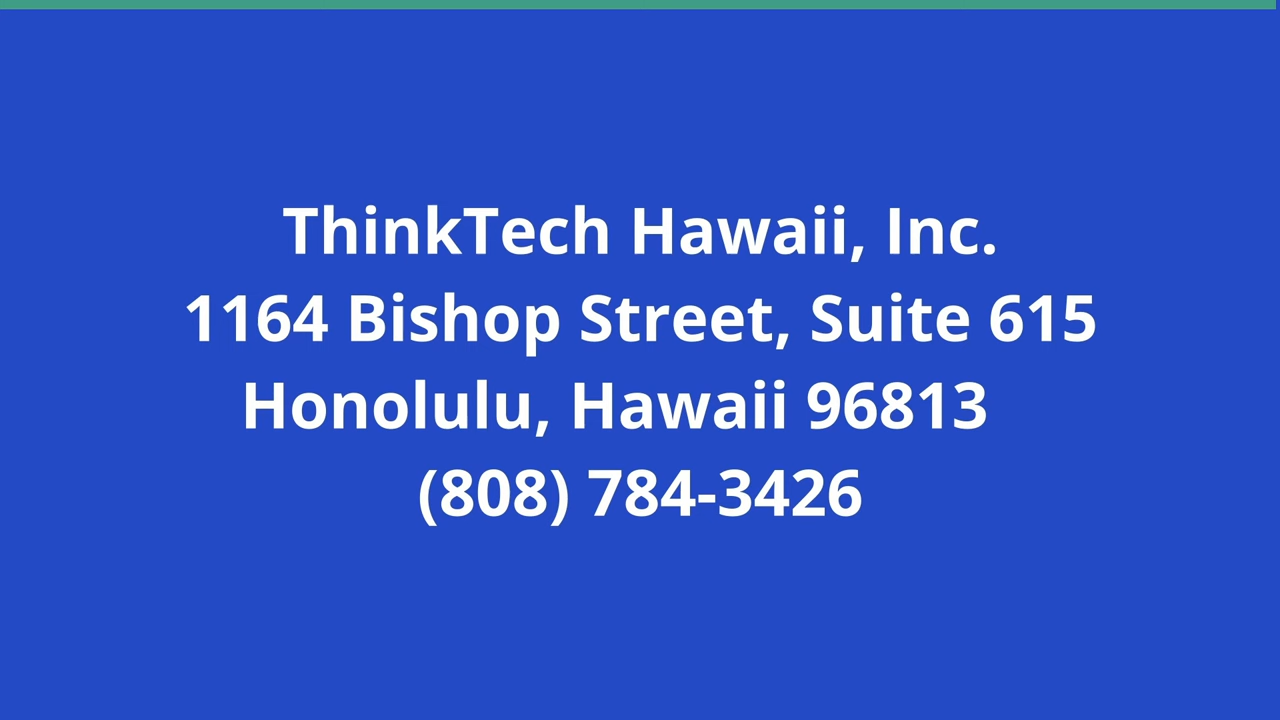 ThinkTech Hawaii, Inc.
1164 Bishop Street, Suite 615
Honolulu, Hawaii 96813
(808) 784-3426